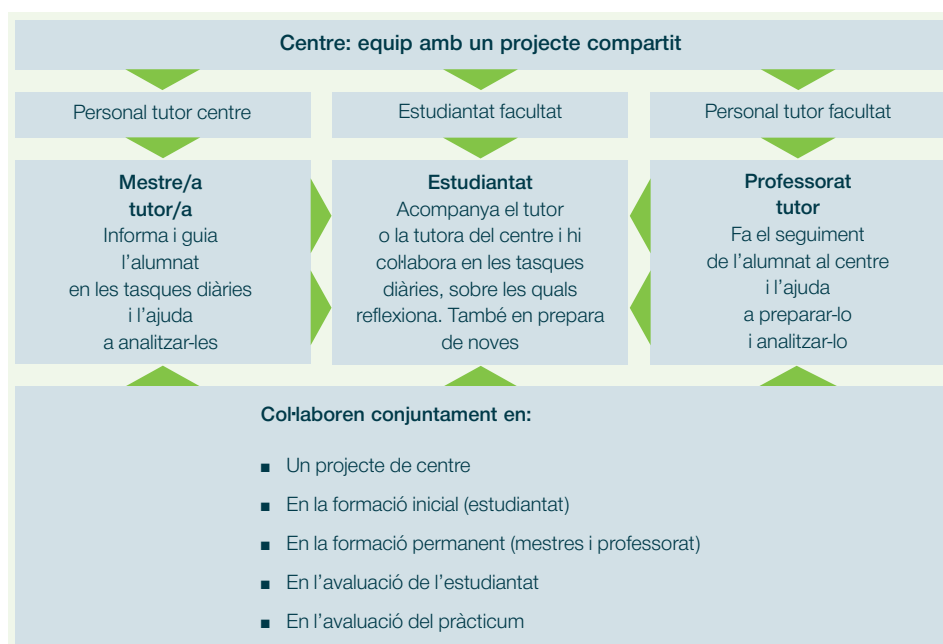 Centre: equip amb un projecte compartit
Personal tutor centre
Estudiantat facultat
Personal tutor facultat
Mestre/a
tutor/a
Informa i guia
l’alumnat
en les tasques diàries
i l’ajuda
a analitzar-les
Estudiantat
Acompanya el tutor
o la tutora del centre i hi
col·labora en les tasques
diàries, sobre les quals
reflexiona. També en prepara
de noves
Professorat
tutor
Fa el seguiment
de l’alumnat al centre
i l’ajuda
a preparar-lo
i analitzar-lo
Col·laboren conjuntament en:
■ Un projecte de centre
■ En la formació inicial (estudiantat)
■ En la formació permanent (mestres i professorat)
■ En l’avaluació de l’estudiantat
■ En l’avaluació del pràcticum